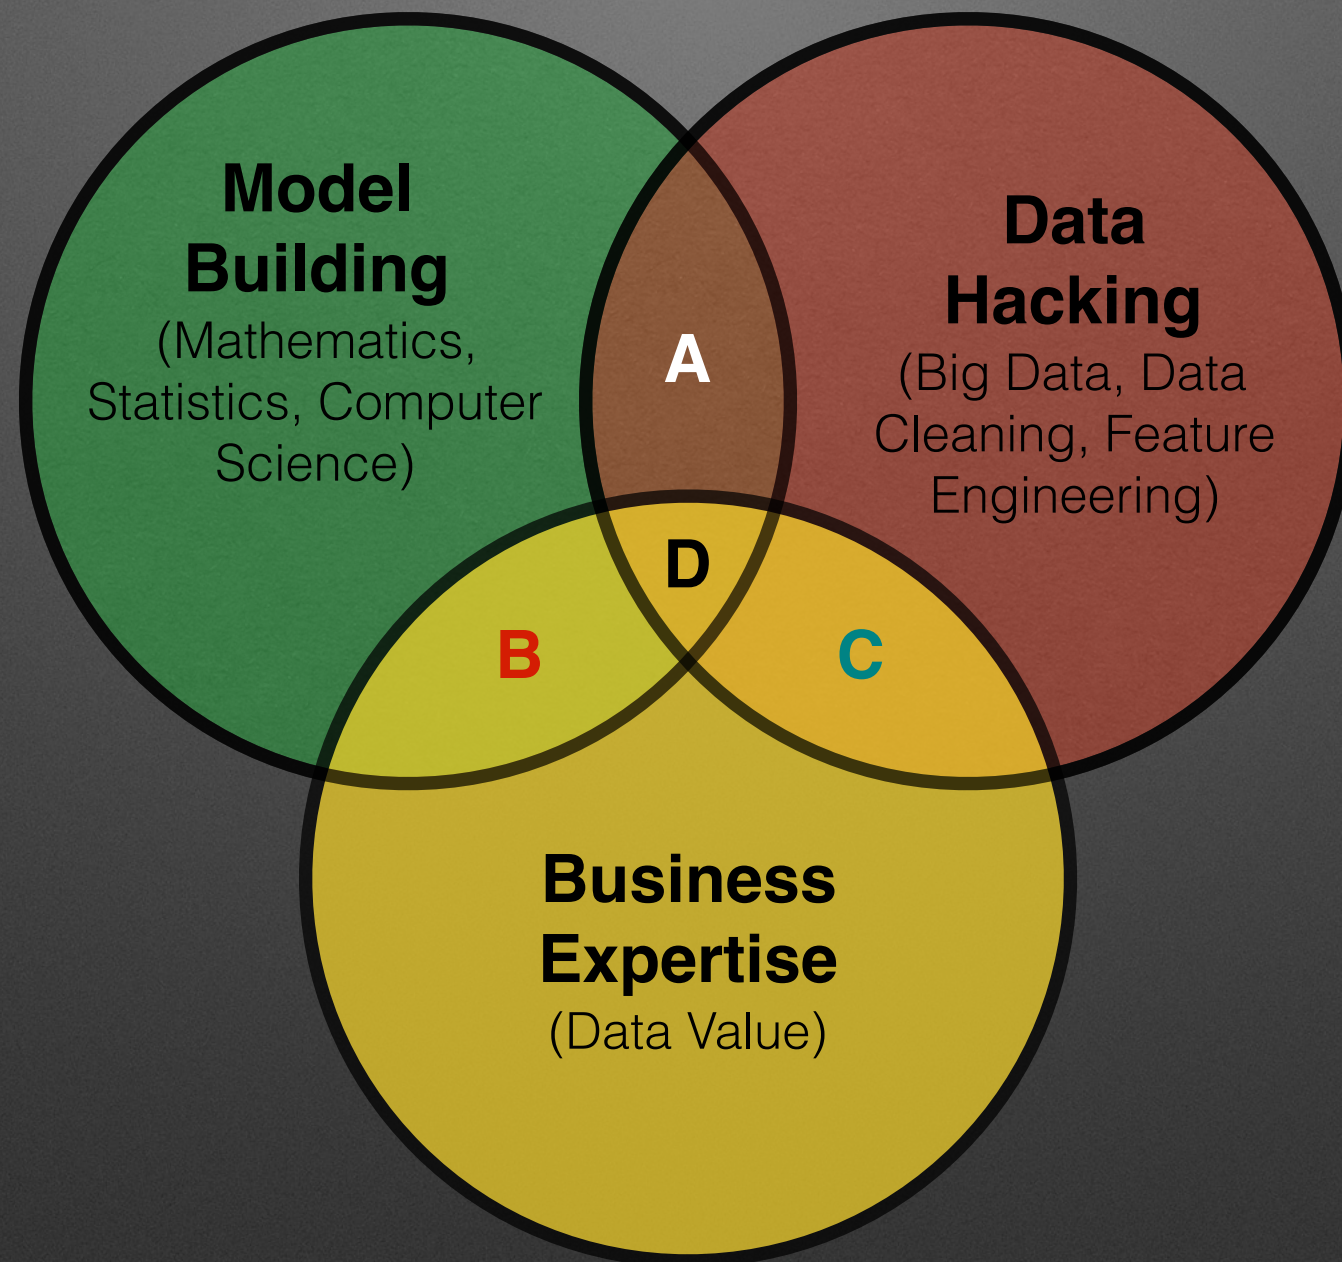 Model
Building
(Mathematics,
Statistics, Computer
Science)
Data
Hacking
(Big Data, Data
Cleaning, Feature
Engineering)
A
D
B
C
Business
Expertise
(Data Value)